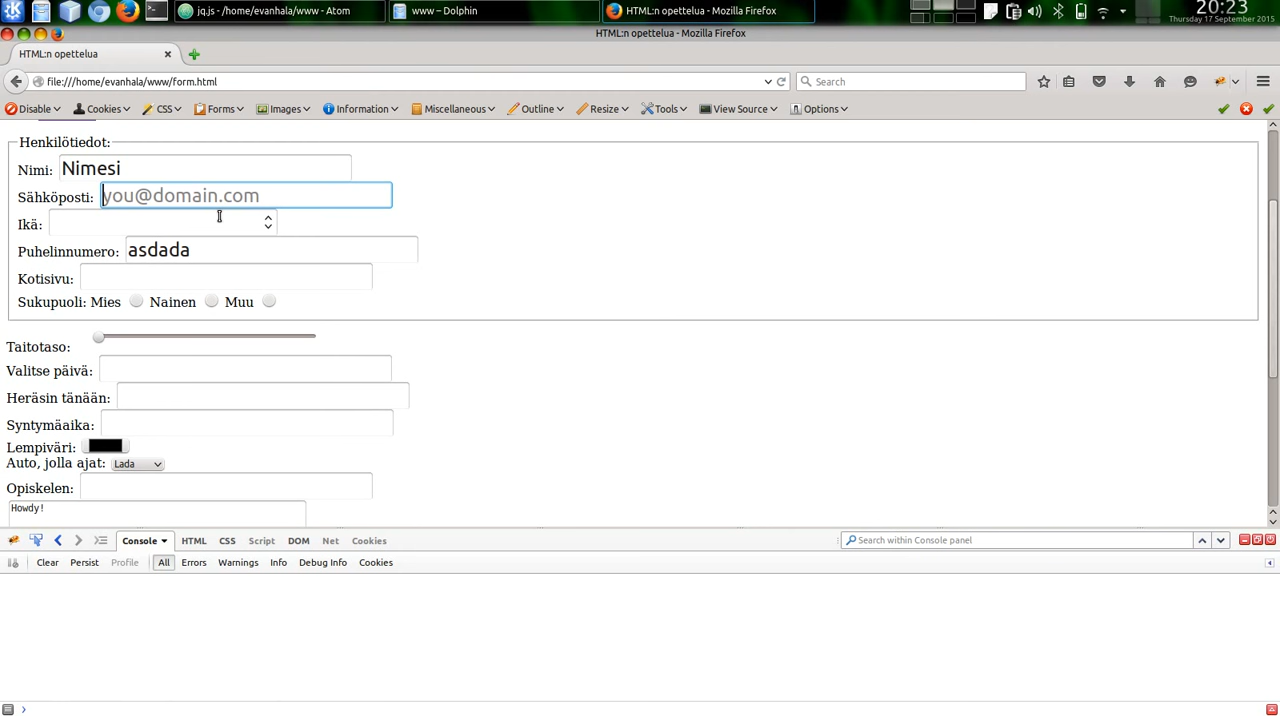 jq.js - /home/evanhala/www - Atom
www – Dolphin
HTML:n opettelua - Mozilla Firefox
20:23
Thursday 17 September 2015
HTML:n opettelua - Mozilla Firefox
HTML:n opettelua
file:///home/evanhala/www/form.html
Search
Disable Cookies CSS Forms Images Information Miscellaneous Outline Resize Tools View Source Options
Henkilötiedot:
Nimi: Nimesi
Sähköposti: you@domain.com
Ikä:
Puhelinnumero: asdada
Kotisivu:
Sukupuoli: Mies Nainen Muu
Taitotaso:
Valitse päivä:
Heräsin tänään:
Syntymäaika:
Lempiväri:
Auto, jolla ajat: Lada
Opiskelen:
Howdy!
Console HTML CSS Script DOM Net Cookies
Search within Console panel
Clear Persist Profile All Errors Warnings Info Debug Info Cookies